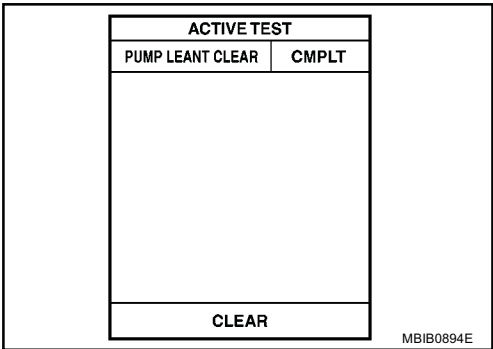 ACTIVE TEST
PUMP LEANT CLEAR CMPLT
CLEAR
MBIB0894E